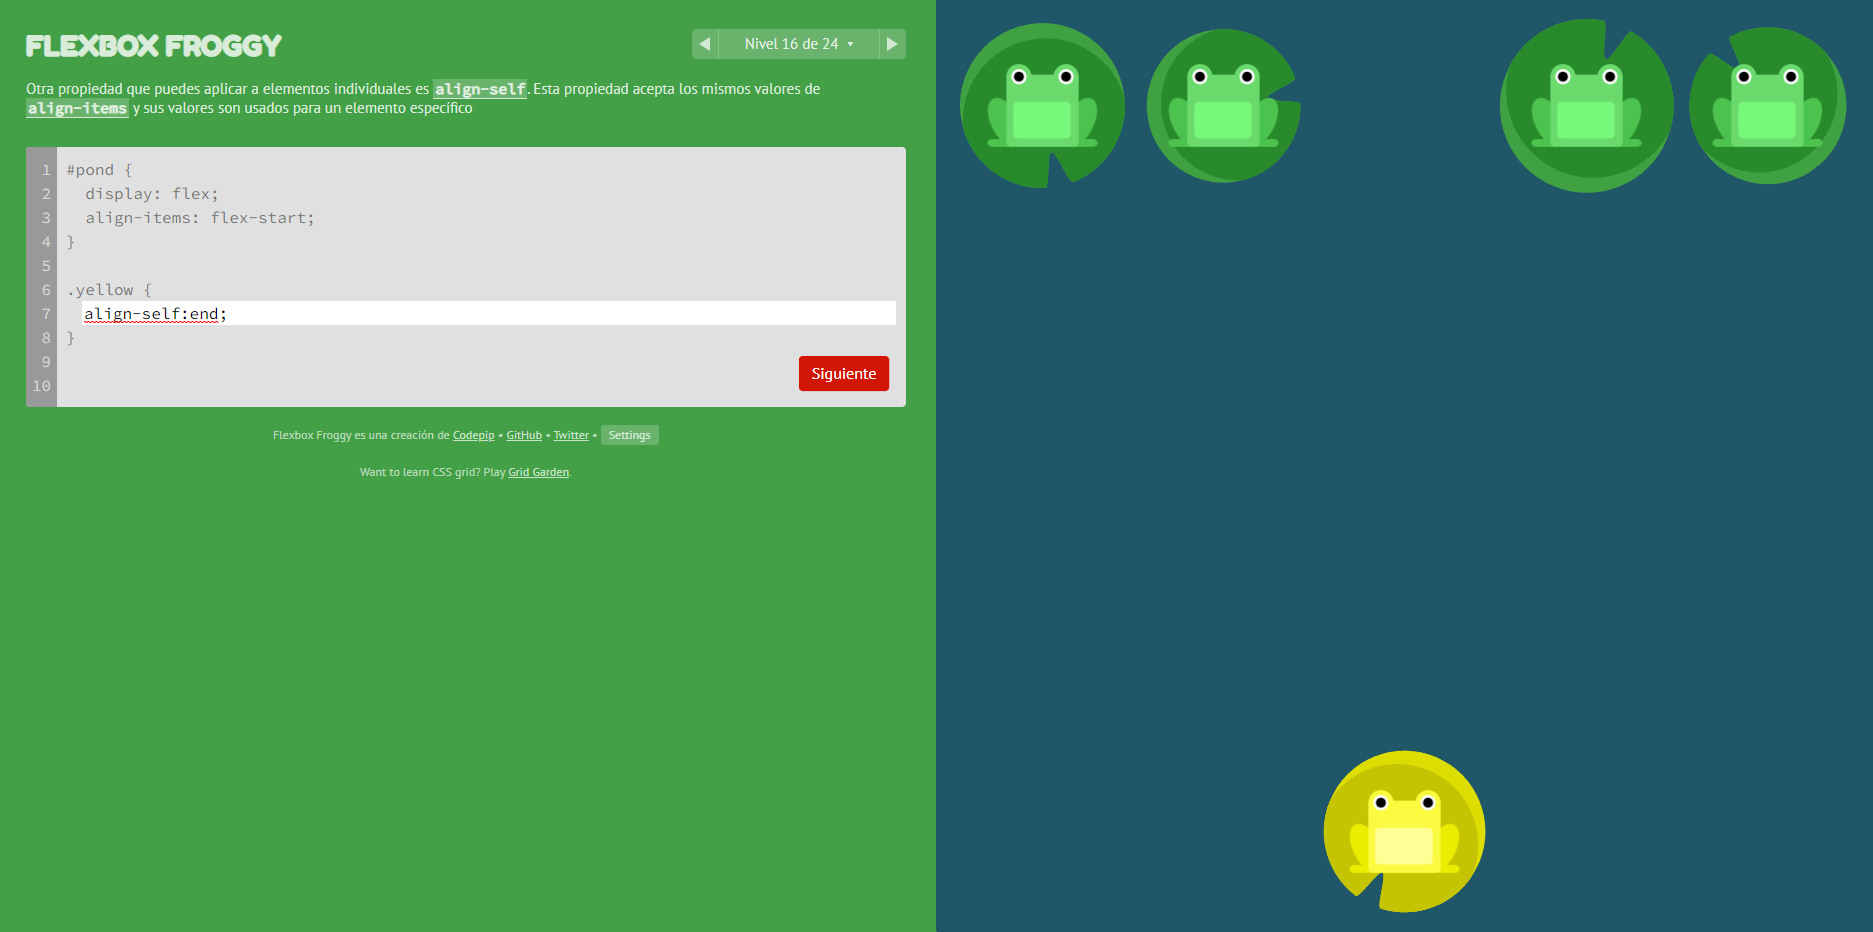 FLEXBOX FROGGY
Nivel 16 de 24
Otra propiedad que puedes aplicar a elementos individuales es align-self. Esta propiedad acepta los mismos valores de
align-items y sus valores son usados para un elemento específico
1 #pond {
2 display: flex;
3 align-items: flex-start;
4 }
5
6 .yellow {
7 align-self:end;
8 }
9
10
Siguiente
Flexbox Froggy es una creación de Codepip • GitHub • Twitter • Settings
Want to learn CSS grid? Play Grid Garden.